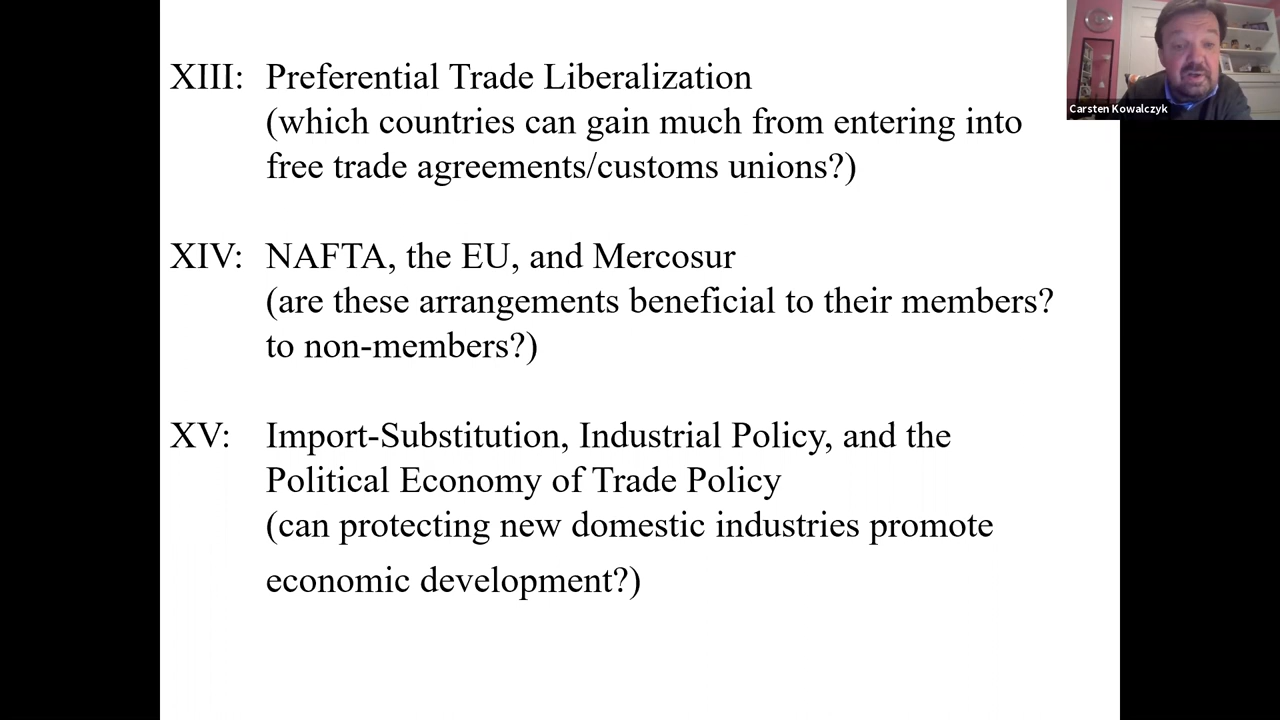 XIII: Preferential Trade Liberalization
(which countries can gain much from entering into
free trade agreements/customs unions?)
XIV: NAFTA, the EU, and Mercosur
(are these arrangements beneficial to their members?
to non-members?)
XV: Import-Substitution, Industrial Policy, and the
Political Economy of Trade Policy
(can protecting new domestic industries promote
economic development?)
Carsten Kowalczyk